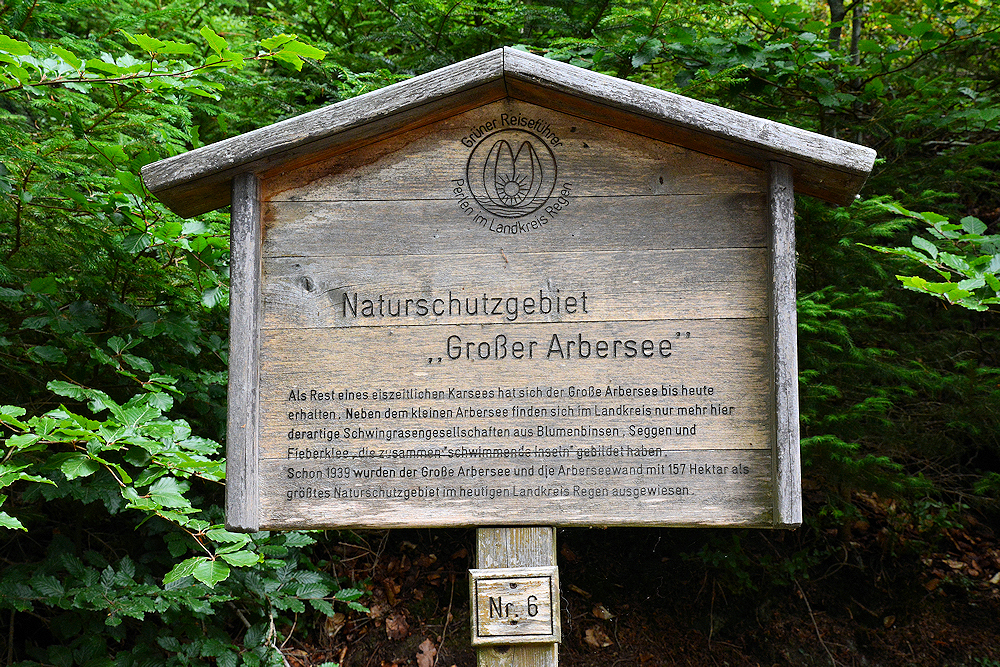 Grüner Reiseführer
Perlen im Landkreis Regen
Naturschutzgebiet
„Großer Arbersee”
Als Rest eines eiszeitlichen Karsees hat sich der Große Arbersee bis heute
erhalten. Neben dem kleinen Arbersee finden sich im Landkreis nur mehr hier
derartige Schwingrasengesellschaften aus Blumenbinsen, Seggen und
Fieberklee, die zusammen "schwimmende Inseln" gebildet haben.
Schon 1939 wurden der Große Arbersee und die Arberseewand mit 157 Hektar als
größtes Naturschutzgebiet im heutigen Landkreis Regen ausgewiesen.
Nr. 6